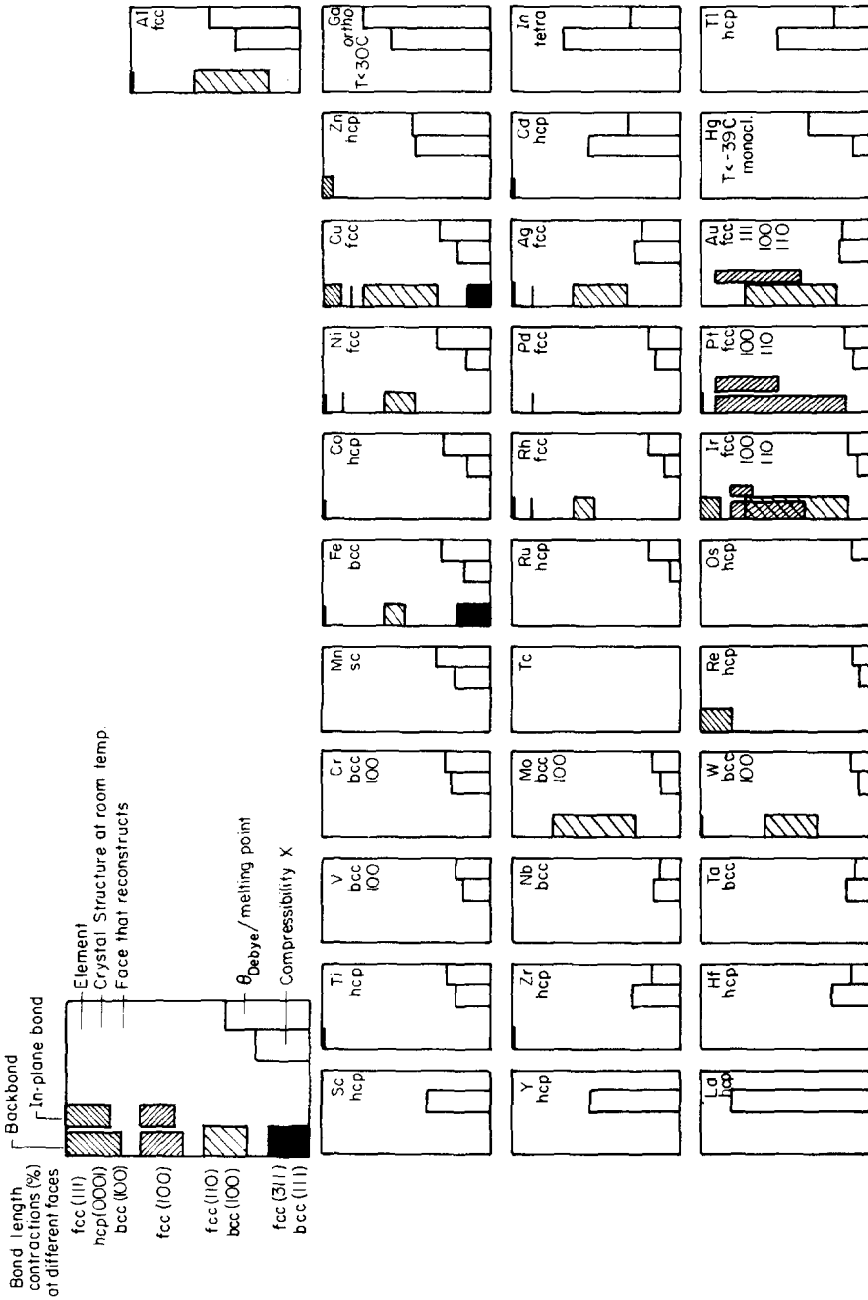 Bond length
contractions (%)
at different faces
Backbond
In-plane bond
fcc (111)
hcp(0001)
bcc (100)
fcc (100)
fcc (110)
bcc (100)
fcc (311)
bcc (111)
Element
Crystal Structure at room temp.
Face that reconstructs
θDebye/melting point
Compressibility X
Al
fcc
Sc
hcp
Ti
hcp
V
bcc
100
Cr
bcc
100
Mn
sc
Fe
bcc
Co
hcp
Ni
fcc
Cu
fcc
Zn
hcp
Ga
ortho
T<30C
Y
hcp
Zr
hcp
Nb
bcc
Mo
bcc
100
Tc
Ru
hcp
Rh
fcc
Pd
fcc
Ag
fcc
Cd
hcp
In
tetra
La
hcp
Hf
hcp
Ta
bcc
W
bcc
100
Re
hcp
Os
hcp
Ir
fcc
100
110
Pt
fcc
100
110
Au
fcc 111
100
110
Hg
T<-39C
monocl.
Tl
hcp